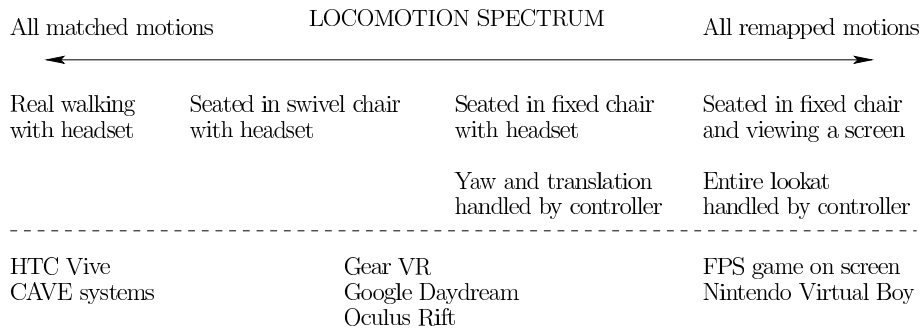 LOCOMOTION SPECTRUM
All matched motions
All remapped motions
Real walking
with headset
Seated in swivel chair
with headset
Seated in fixed chair
with headset
Yaw and translation
handled by controller
Seated in fixed chair
and viewing a screen
Entire lookat
handled by controller
HTC Vive
CAVE systems
Gear VR
Google Daydream
Oculus Rift
FPS game on screen
Nintendo Virtual Boy